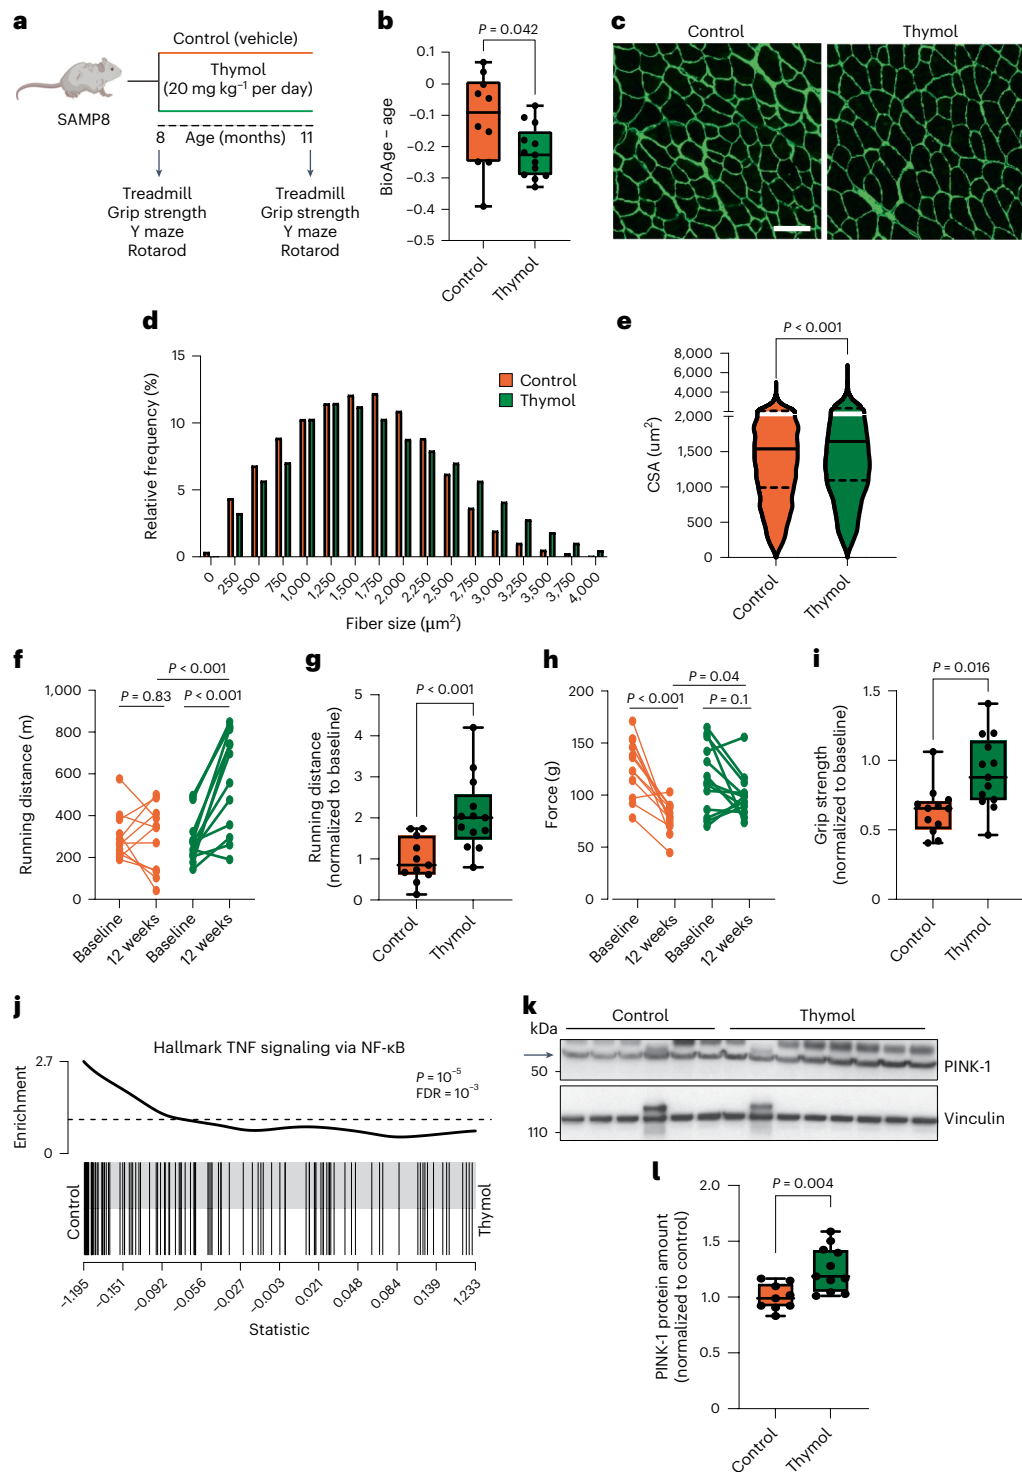 a
Control (vehicle)
Thymol
(20 mg kg⁻¹ per day)
SAMP8
8 Age (months) 11
Treadmill
Grip strength
Y maze
Rotarod
Treadmill
Grip strength
Y maze
Rotarod
b
P = 0.042
BioAge – age
0.1
0
–0.1
–0.2
–0.3
–0.4
–0.5
Control
Thymol
c
Control
Thymol
d
Relative frequency (%)
15
10
5
0
Control
Thymol
0
250
500
750
1,000
1,250
1,500
1,750
2,000
2,250
2,500
2,750
3,000
3,250
3,500
3,750
4,000
Fiber size (μm²)
e
P < 0.001
CSA (um²)
8,000
6,000
4,000
2,000
1,500
1,000
500
0
Control
Thymol
f
P < 0.001
P = 0.83
P < 0.001
Running distance (m)
1,000
800
600
400
200
0
Baseline
12 weeks
Baseline
12 weeks
g
P < 0.001
Running distance
(normalized to baseline)
5
4
3
2
1
0
Control
Thymol
h
P = 0.04
P < 0.001
P = 0.1
Force (g)
200
150
100
50
0
Baseline
12 weeks
Baseline
12 weeks
i
P = 0.016
Grip strength
(normalized to baseline)
1.5
1.0
0.5
0
Control
Thymol
j
Hallmark TNF signaling via NF-κB
P = 10⁻⁵
FDR = 10⁻³
Enrichment
2.7
0
Control
Thymol
–1.195
–0.151
–0.092
–0.056
–0.027
–0.003
0.021
0.048
0.084
0.139
1.233
Statistic
k
Control
Thymol
kDa
50
PINK-1
110
Vinculin
l
P = 0.004
PINK-1 protein amount
(normalized to control)
2.0
1.5
1.0
0.5
0
Control
Thymol